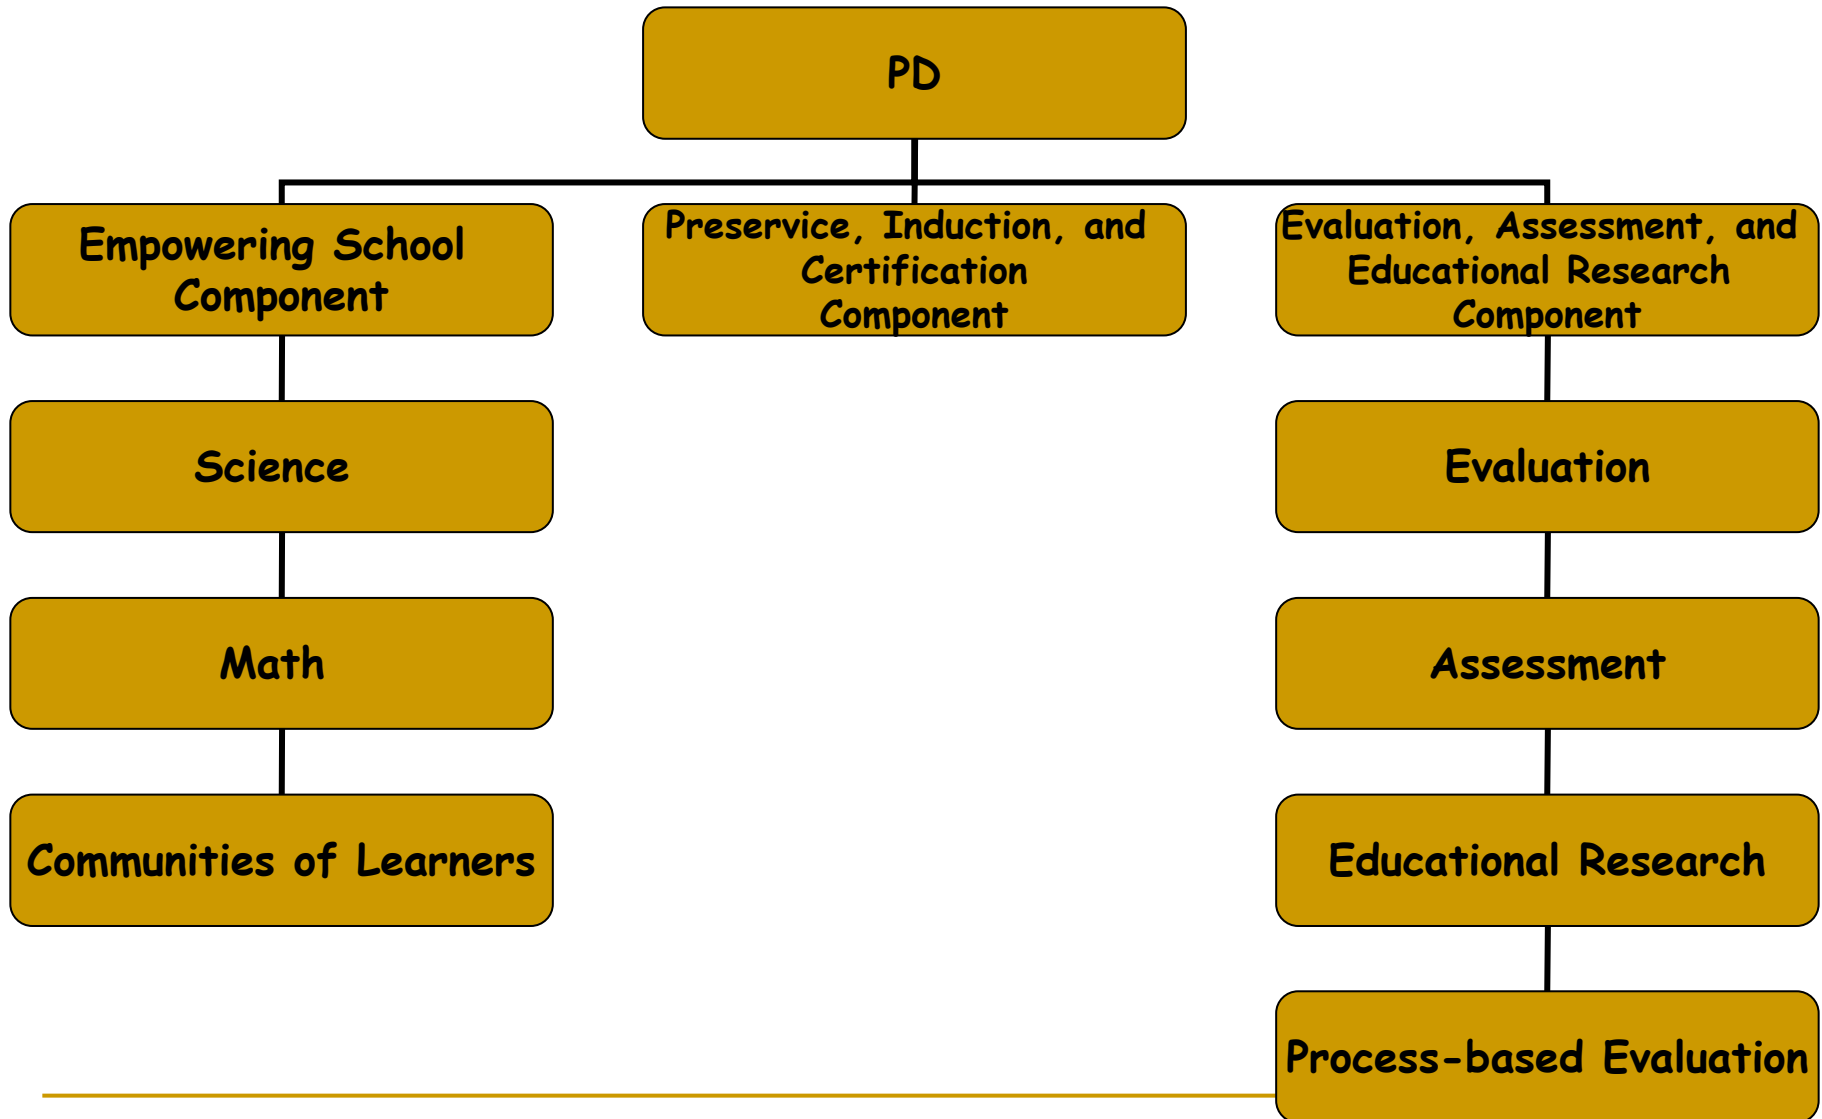 PD
Empowering School
Component
Preservice, Induction, and
Certification
Component
Evaluation, Assessment, and
Educational Research
Component
Science
Evaluation
Math
Assessment
Communities of Learners
Educational Research
Process-based Evaluation